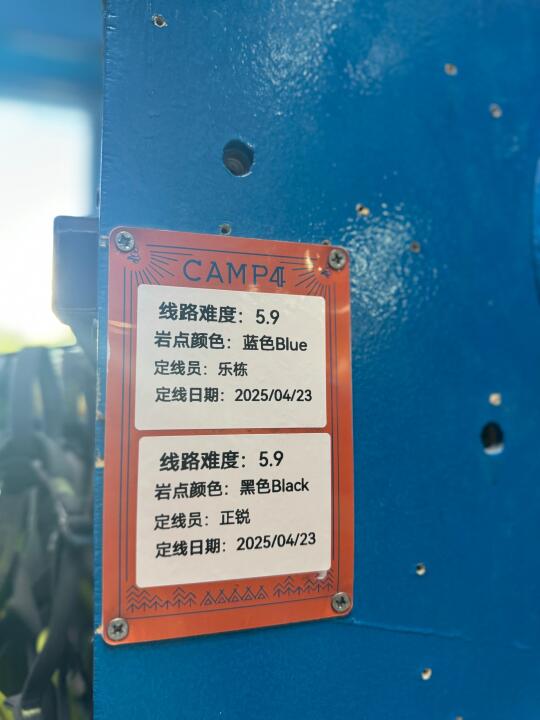 CAMP4
线路难度：5.9
岩点颜色：蓝色Blue
定线员：乐栋
定线日期：2025/04/23
线路难度：5.9
岩点颜色：黑色Black
定线员：正锐
定线日期：2025/04/23